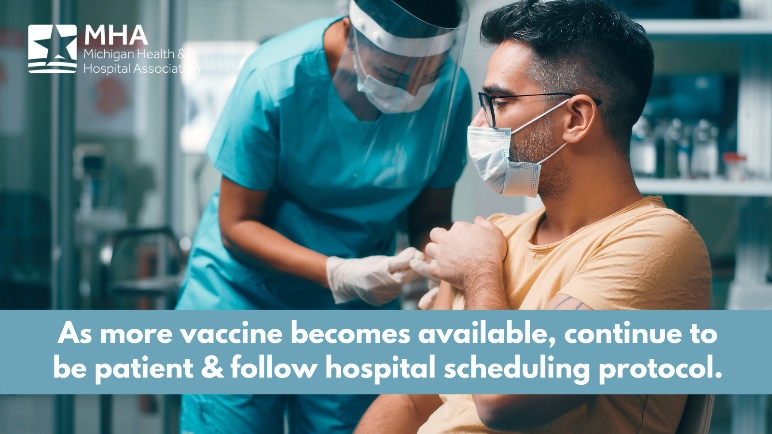 MHA
Michigan Health &
Hospital Association
As more vaccine becomes available, continue to
be patient & follow hospital scheduling protocol.